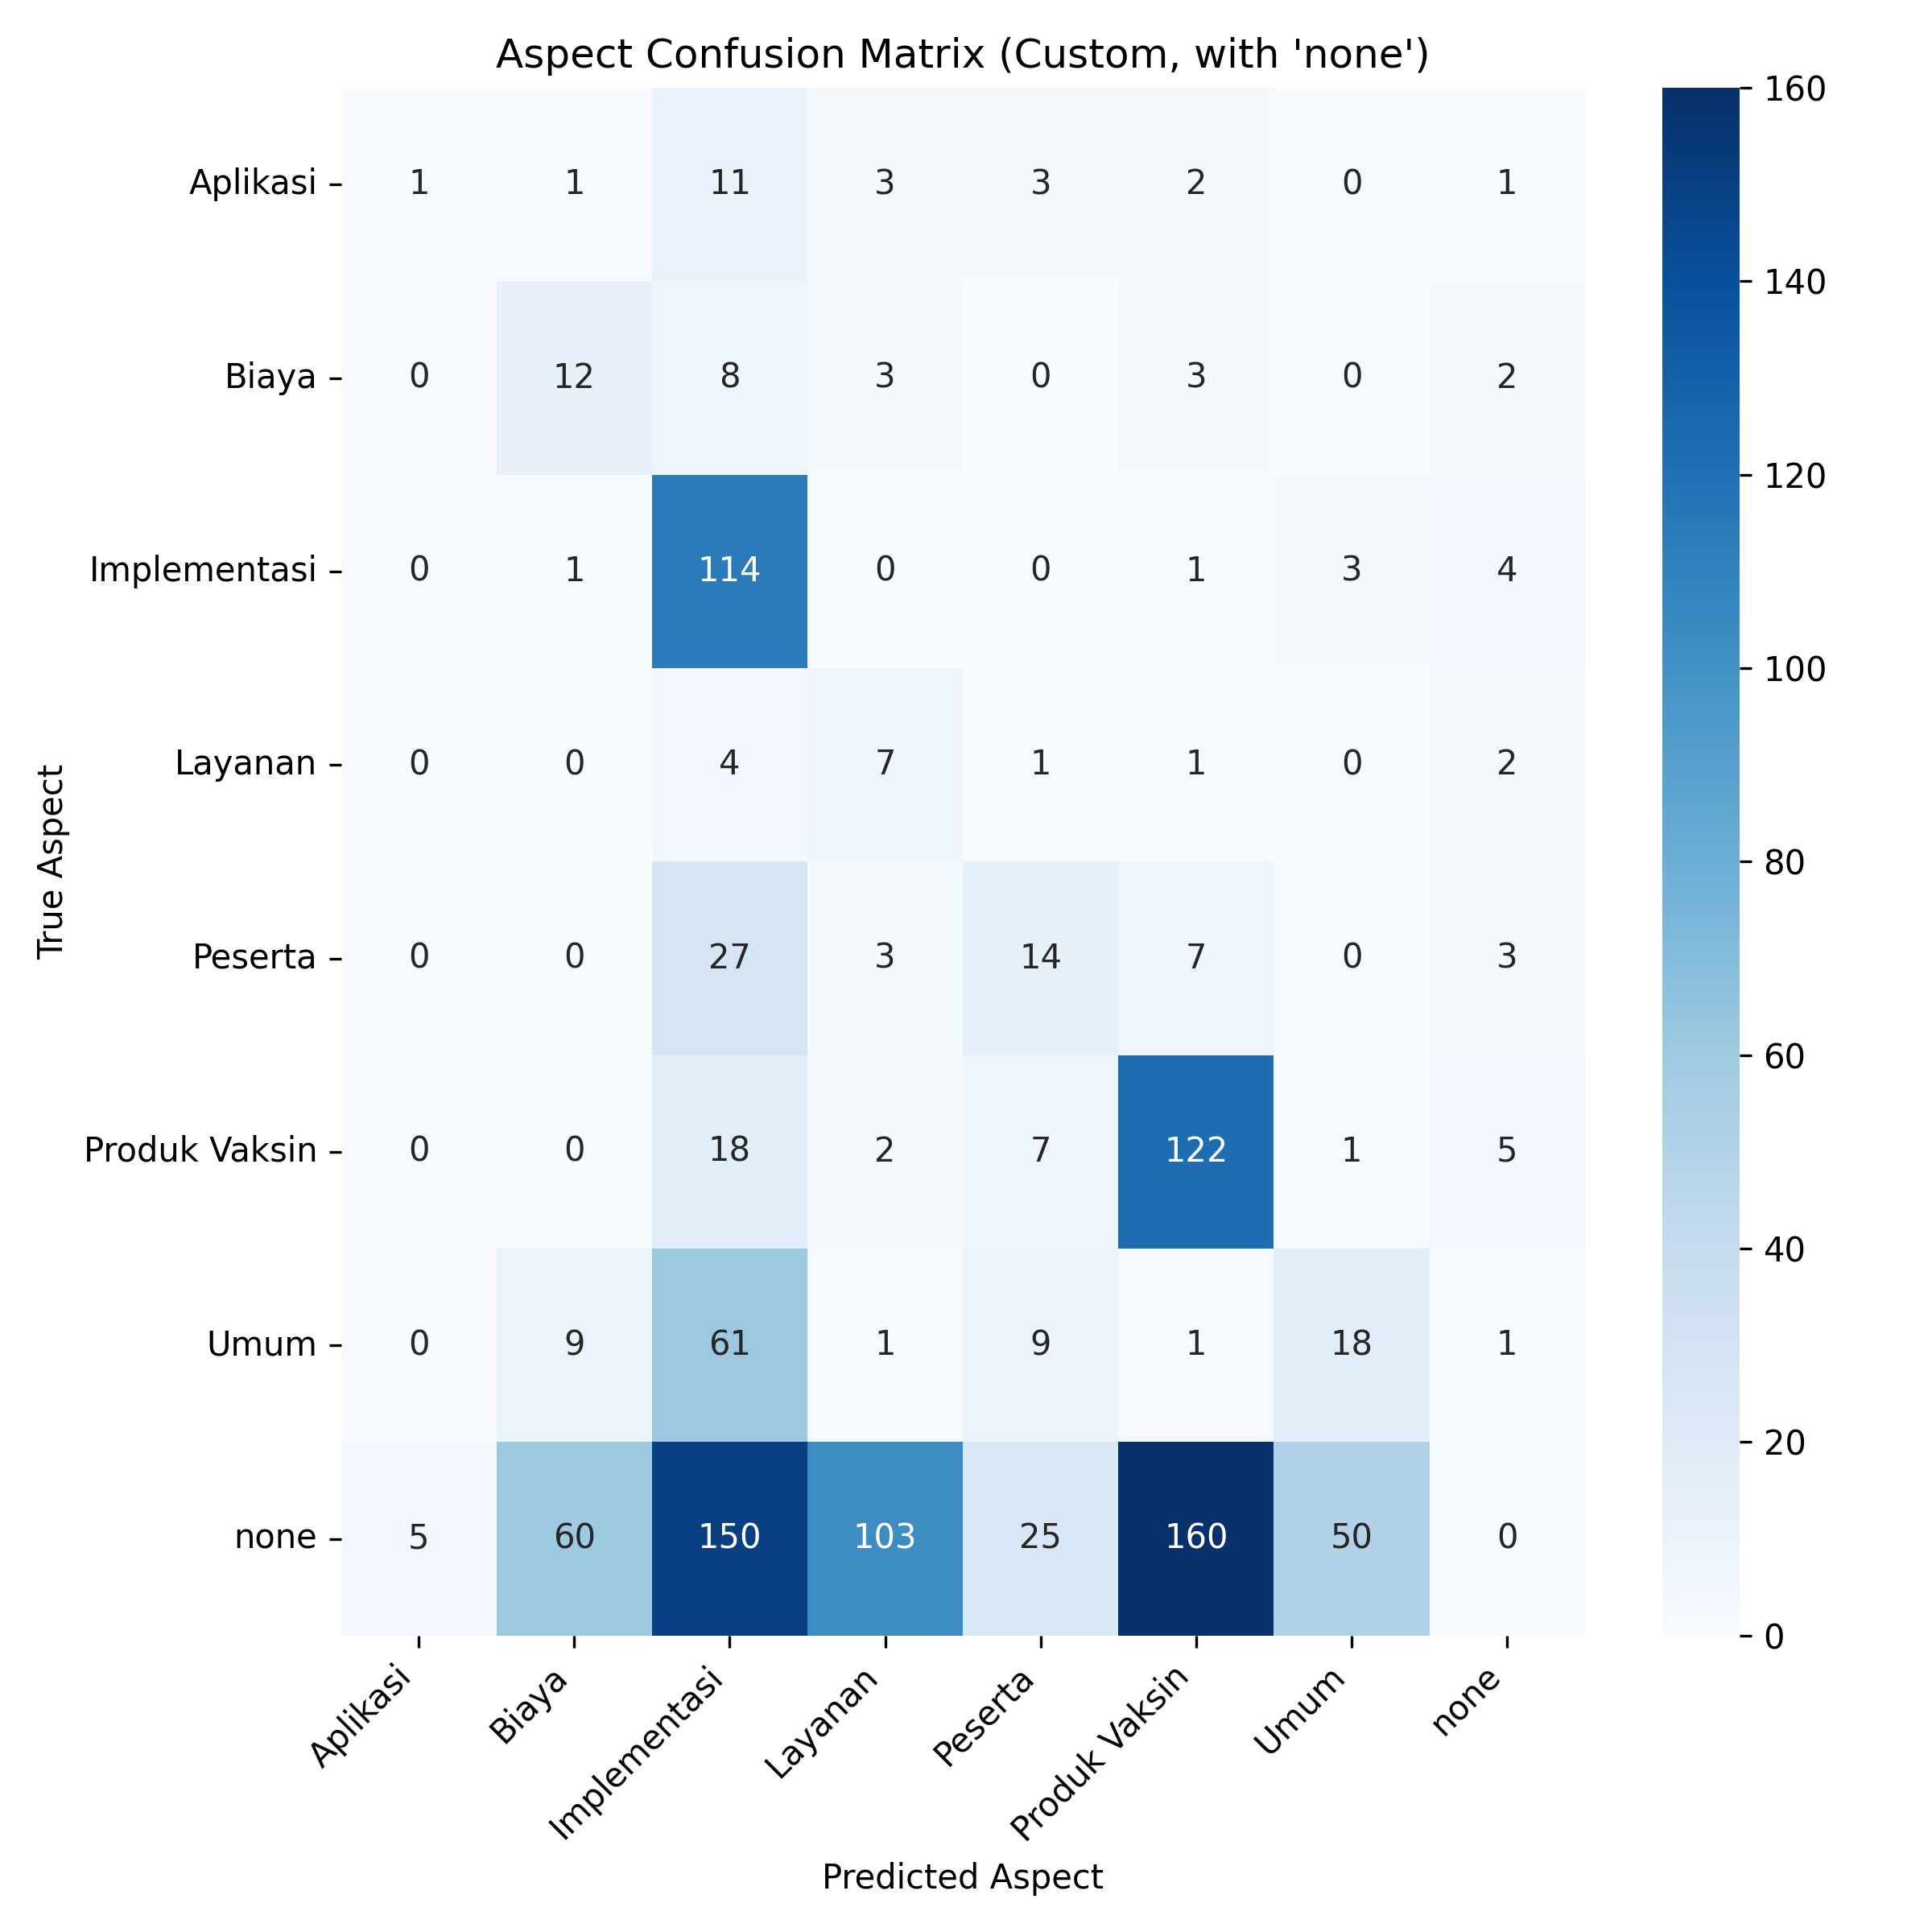 Aspect Confusion Matrix (Custom, with 'none')
True Aspect
Aplikasi 1 1 11 3 3 2 0 1
Biaya 0 12 8 3 0 3 0 2
Implementasi 0 1 114 0 0 1 3 4
Layanan 0 0 4 7 1 1 0 2
Peserta 0 0 27 3 14 7 0 3
Produk Vaksin 0 0 18 2 7 122 1 5
Umum 0 9 61 1 9 1 18 1
none 5 60 150 103 25 160 50 0
Aplikasi Biaya Implementasi Layanan Peserta Produk Vaksin Umum none
Predicted Aspect
160
140
120
100
80
60
40
20
0